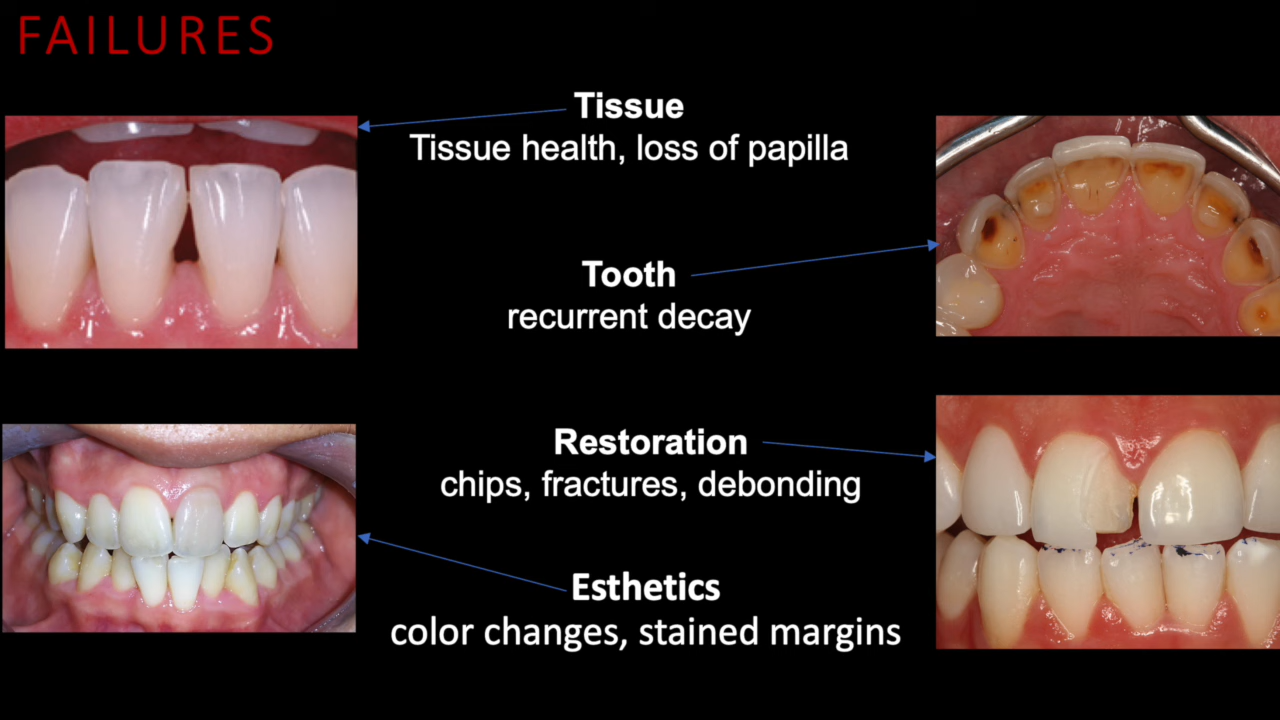 FAILURES
Tissue
Tissue health, loss of papilla
Tooth
recurrent decay
Restoration
chips, fractures, debonding
Esthetics
color changes, stained margins